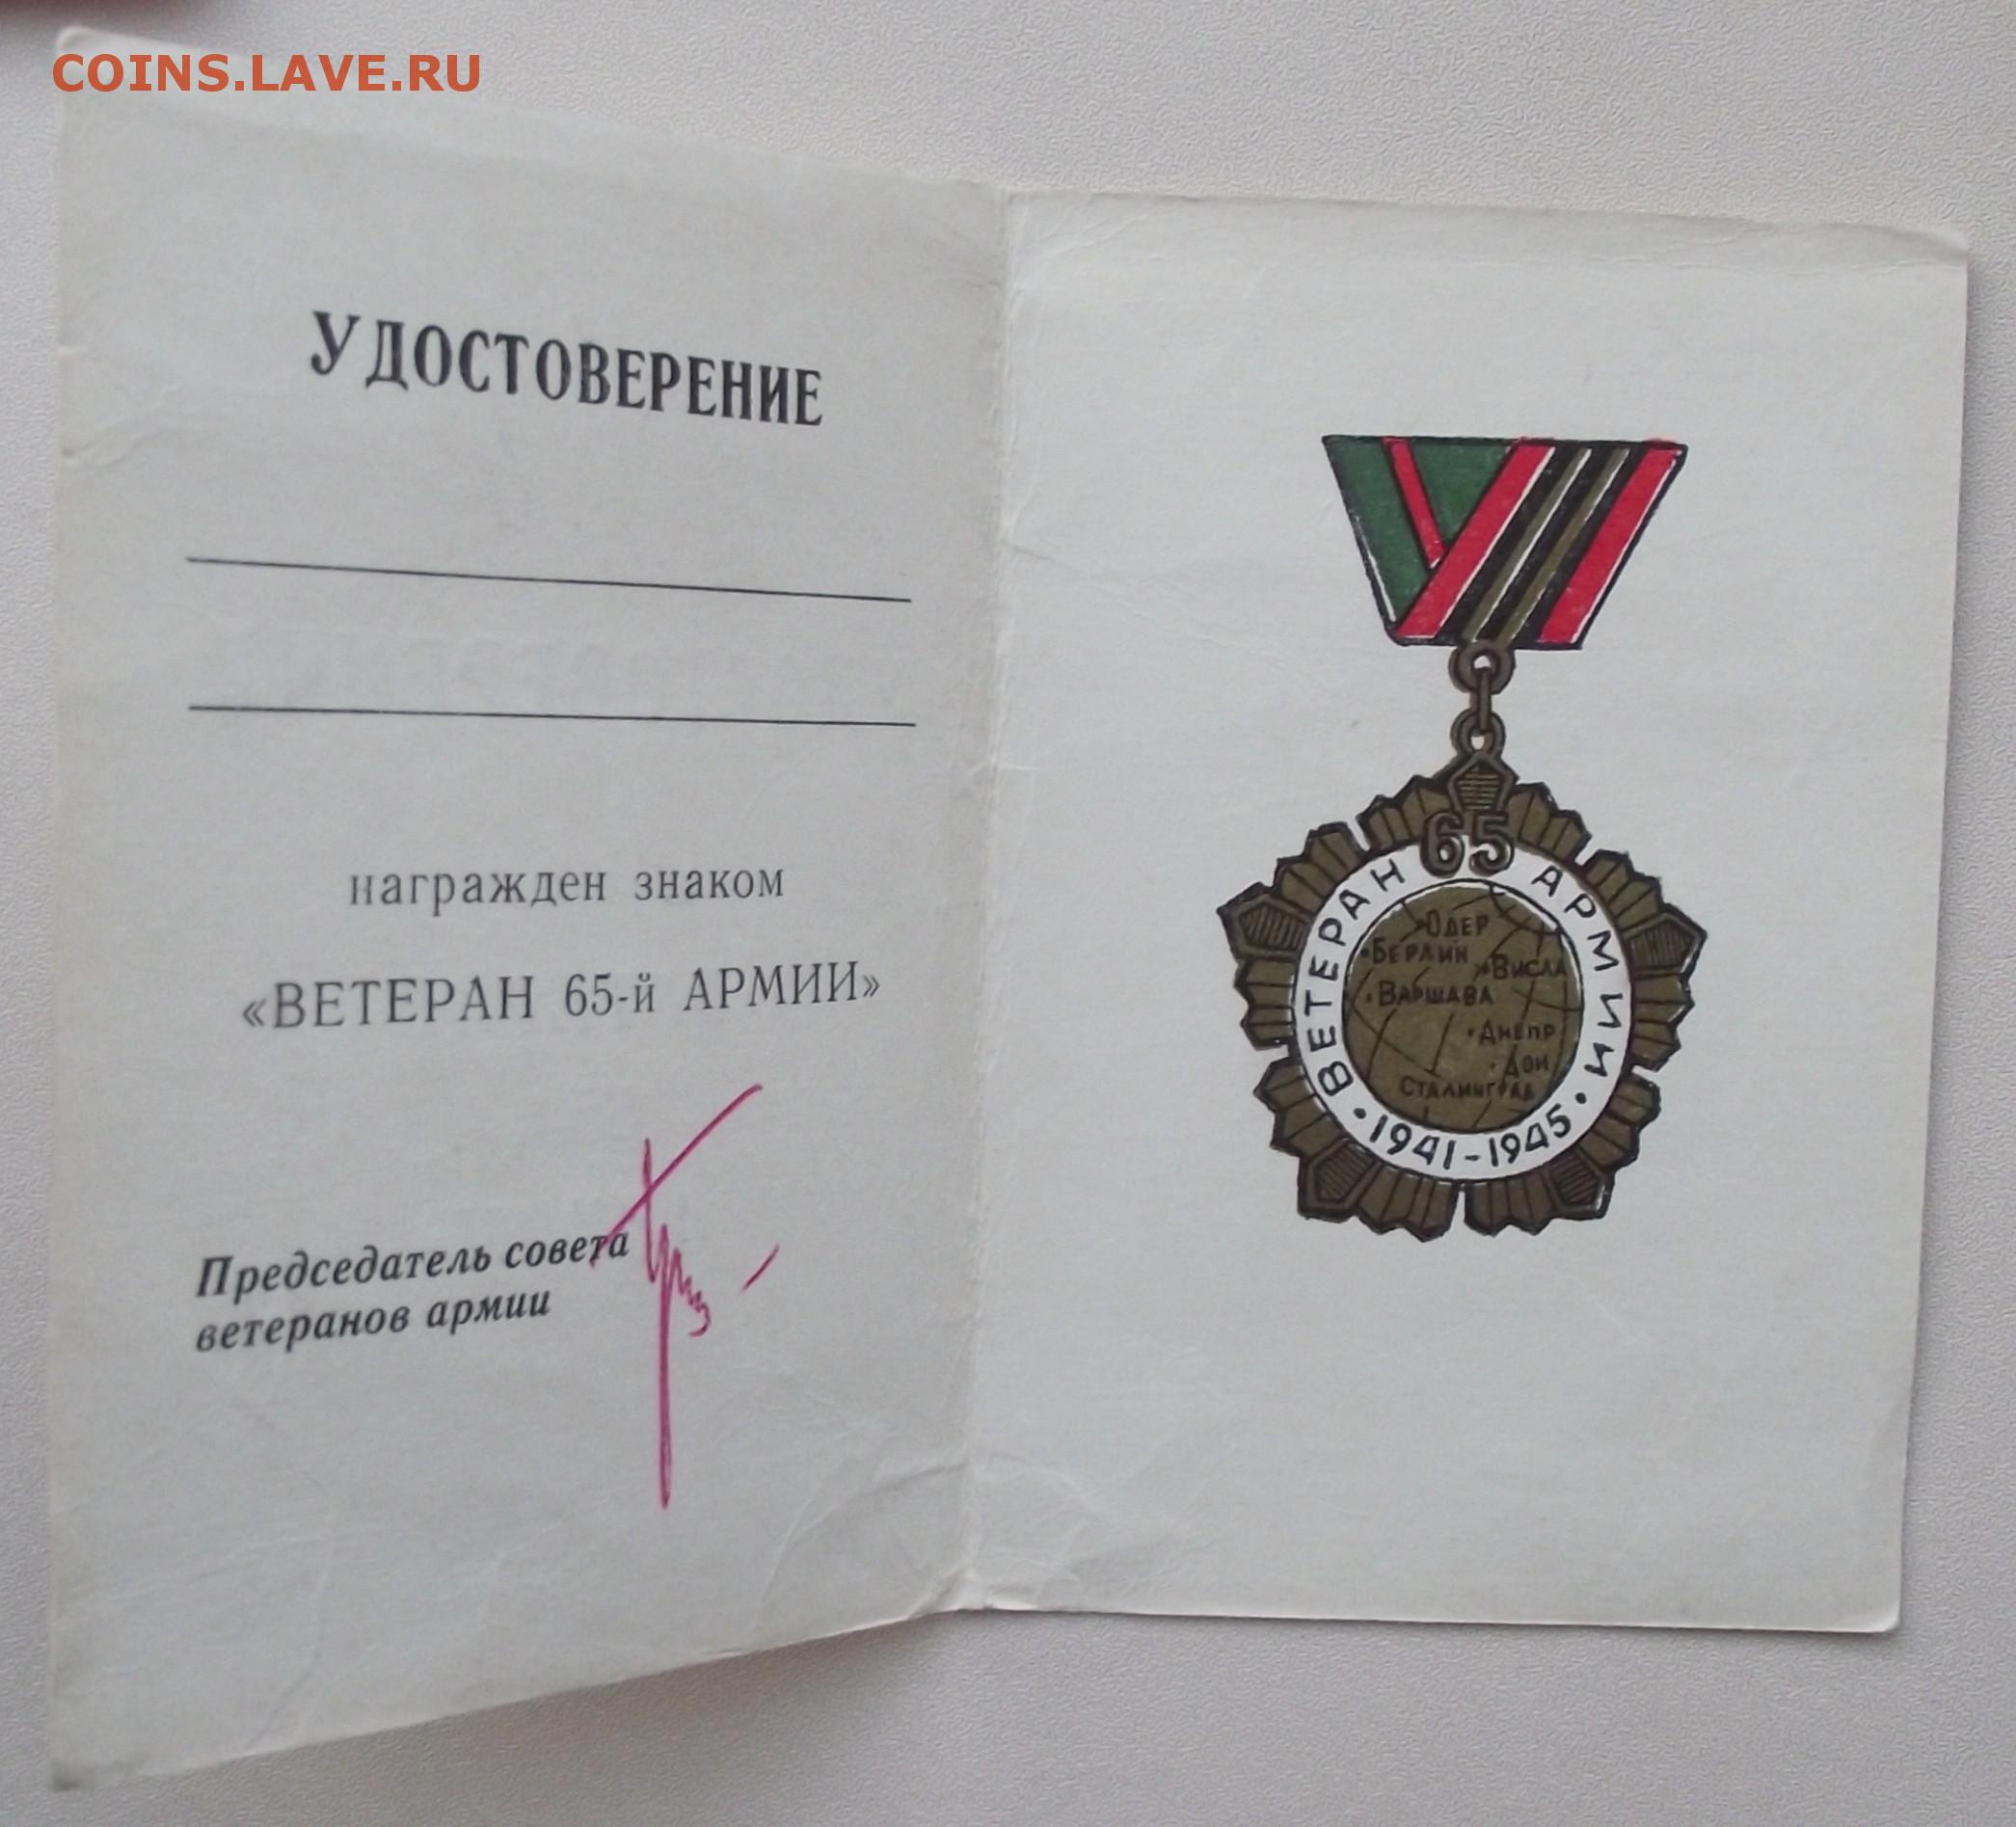 COINS.LAVE.RU
УДОСТОВЕРЕНИЕ
награжден знаком
«ВЕТЕРАН 65-й АРМИИ»
Председатель совета
ветеранов армии
65
ВЕТЕРАН АРМИИ
•1941-1945•
•Одер
•Берлин
•Висла
•Варшава
•Днепр
•Дон
Сталинград